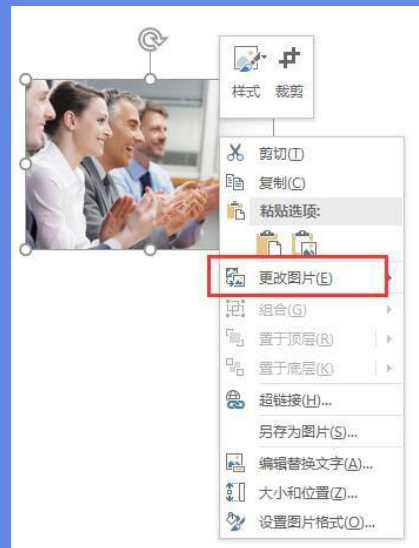 样式 裁剪
剪切(T)
复制(C)
粘贴选项:
更改图片(E)
组合(G)
置于顶层(R)
置于底层(K)
超链接(H)...
另存为图片(S)...
编辑替换文字(A)...
大小和位置(Z)...
设置图片格式(O)...